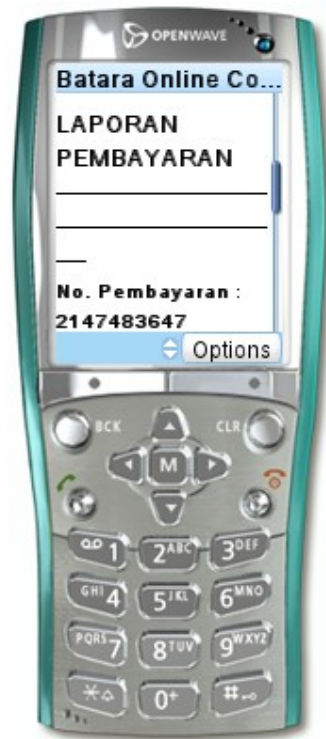 OPENWAVE
Batara Online Co...
LAPORAN
PEMBAYARAN
No. Pembayaran :
2147483647
Options
BCK
CLR
M
1 2ABC 3DEF
GHI4 5JKL 6MNO
PQRS7 8TUV 9WXYZ
* 0+ #